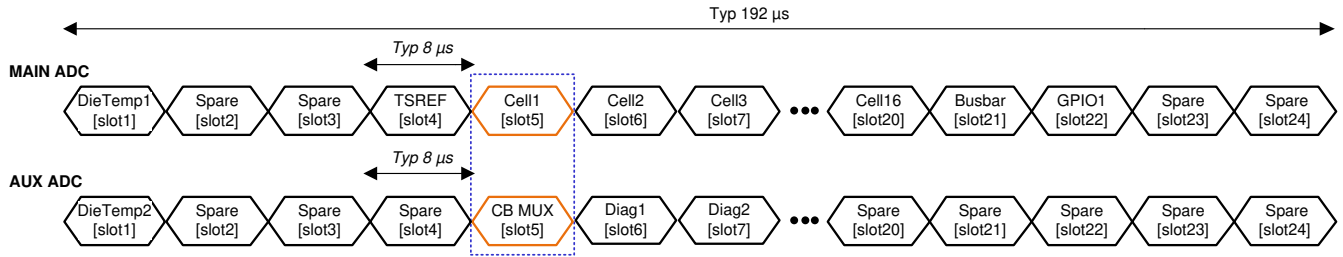 Typ 192 µs
Typ 8 µs
MAIN ADC
DieTemp1 Spare Spare TSREF Cell1 Cell2 Cell3 Cell16 Busbar GPIO1 Spare Spare
[slot1] [slot2] [slot3] [slot4] [slot5] [slot6] [slot7] [slot20] [slot21] [slot22] [slot23] [slot24]
Typ 8 µs
AUX ADC
DieTemp2 Spare Spare Spare CB MUX Diag1 Diag2 Spare Spare Spare Spare Spare
[slot1] [slot2] [slot3] [slot4] [slot5] [slot6] [slot7] [slot20] [slot21] [slot22] [slot23] [slot24]